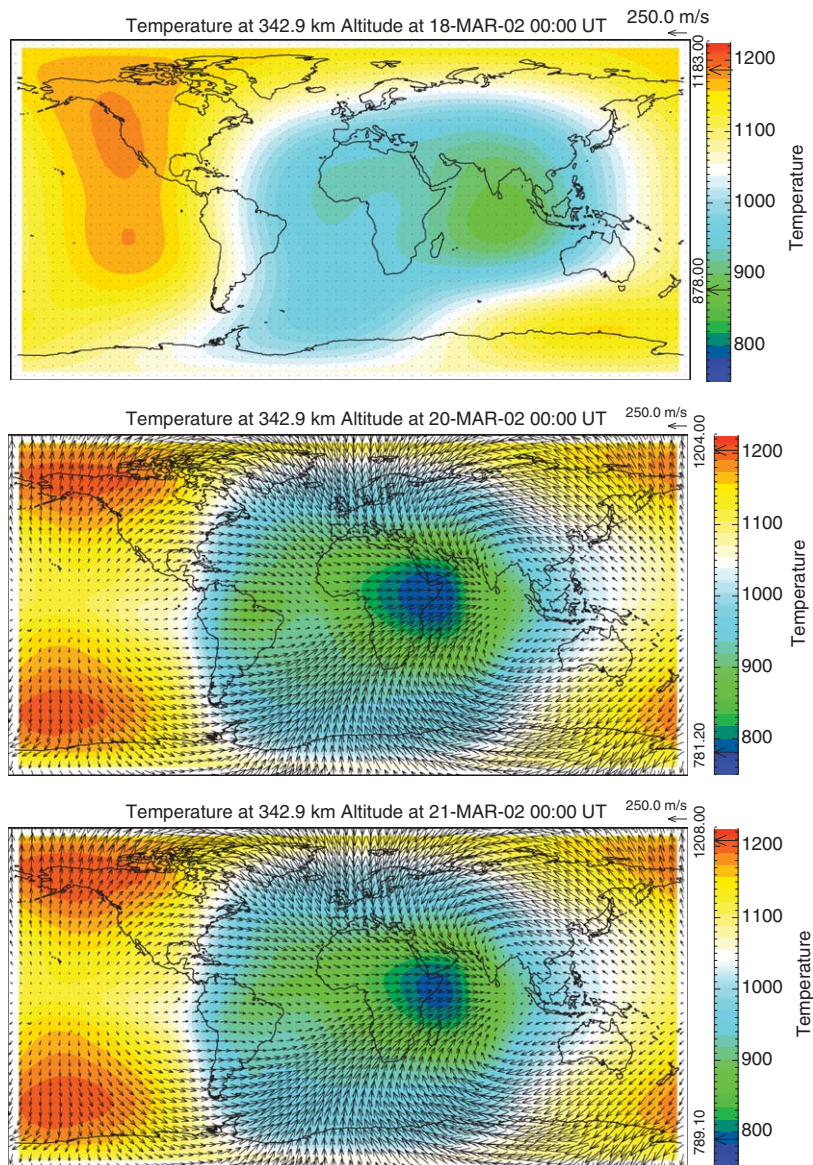 Temperature at 342.9 km Altitude at 18-MAR-02 00:00 UT
250.0 m/s
1183.00
878.00
1200
1100
1000
900
800
Temperature
Temperature at 342.9 km Altitude at 20-MAR-02 00:00 UT
250.0 m/s
1204.00
781.20
1200
1100
1000
900
800
Temperature
Temperature at 342.9 km Altitude at 21-MAR-02 00:00 UT
250.0 m/s
1208.00
789.10
1200
1100
1000
900
800
Temperature